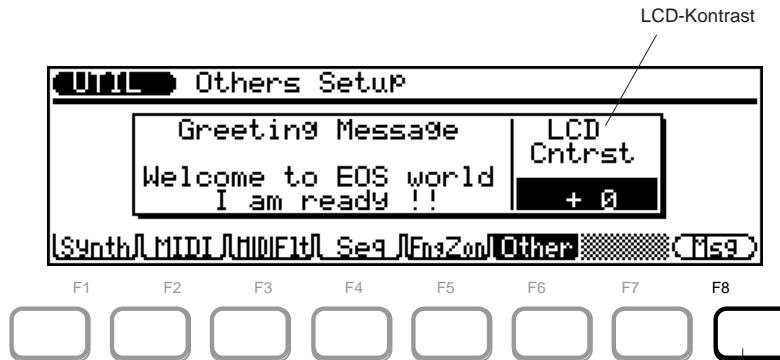 LCD-Kontrast
UTIL Others Setup
Greeting Message
LCD
Cntrst
Welcome to EOS world
I am ready !!
+ 0
Synth MIDI MIDIFlt Seq FngZon Other Msg
F1 F2 F3 F4 F5 F6 F7 F8